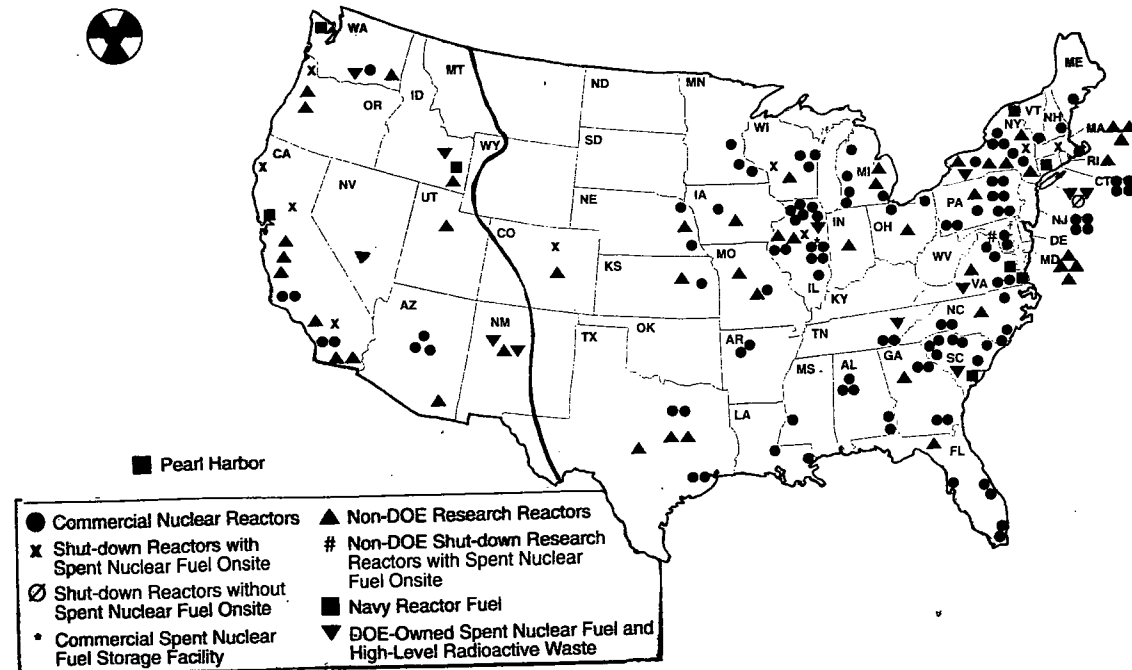 WA
MT
ND
MN
ME
OR
ID
WI
VT
NH
NY
MA
SD
WY
MI
RI
CA
CT
NV
IA
PA
UT
NE
NJ
IN
OH
CO
DE
MO
WV
MD
KS
IL
KY
VA
AZ
NC
NM
OK
TN
TX
AR
GA
SC
MS
AL
LA
FL
Pearl Harbor
Commercial Nuclear Reactors
x Shut-down Reactors with
Spent Nuclear Fuel Onsite
Ø Shut-down Reactors without
Spent Nuclear Fuel Onsite
* Commercial Spent Nuclear
Fuel Storage Facility
Non-DOE Research Reactors
# Non-DOE Shut-down Research
Reactors with Spent Nuclear
Fuel Onsite
Navy Reactor Fuel
DOE-Owned Spent Nuclear Fuel and
High-Level Radioactive Waste